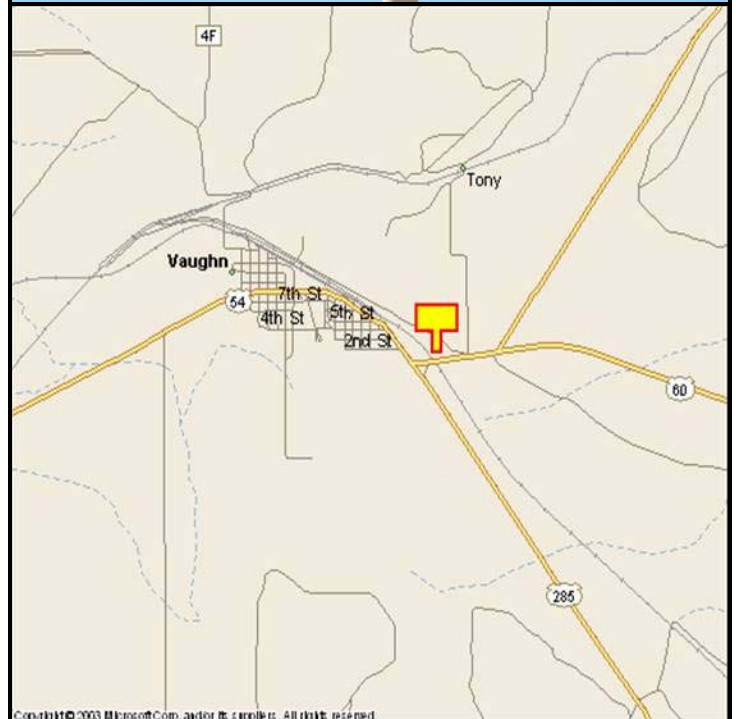 4F
Tony
Vaughn
54
7th St
4th St
5th St
2nd St
60
285
Copyright © 2003 Microsoft Corp. and/or its suppliers. All rights reserved.